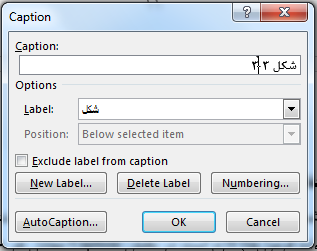 Caption
Caption:
شکل ۳-۲
Options
Label:
شکل
Position:
Below selected item
Exclude label from caption
New Label...
Delete Label
Numbering...
AutoCaption...
OK
Cancel